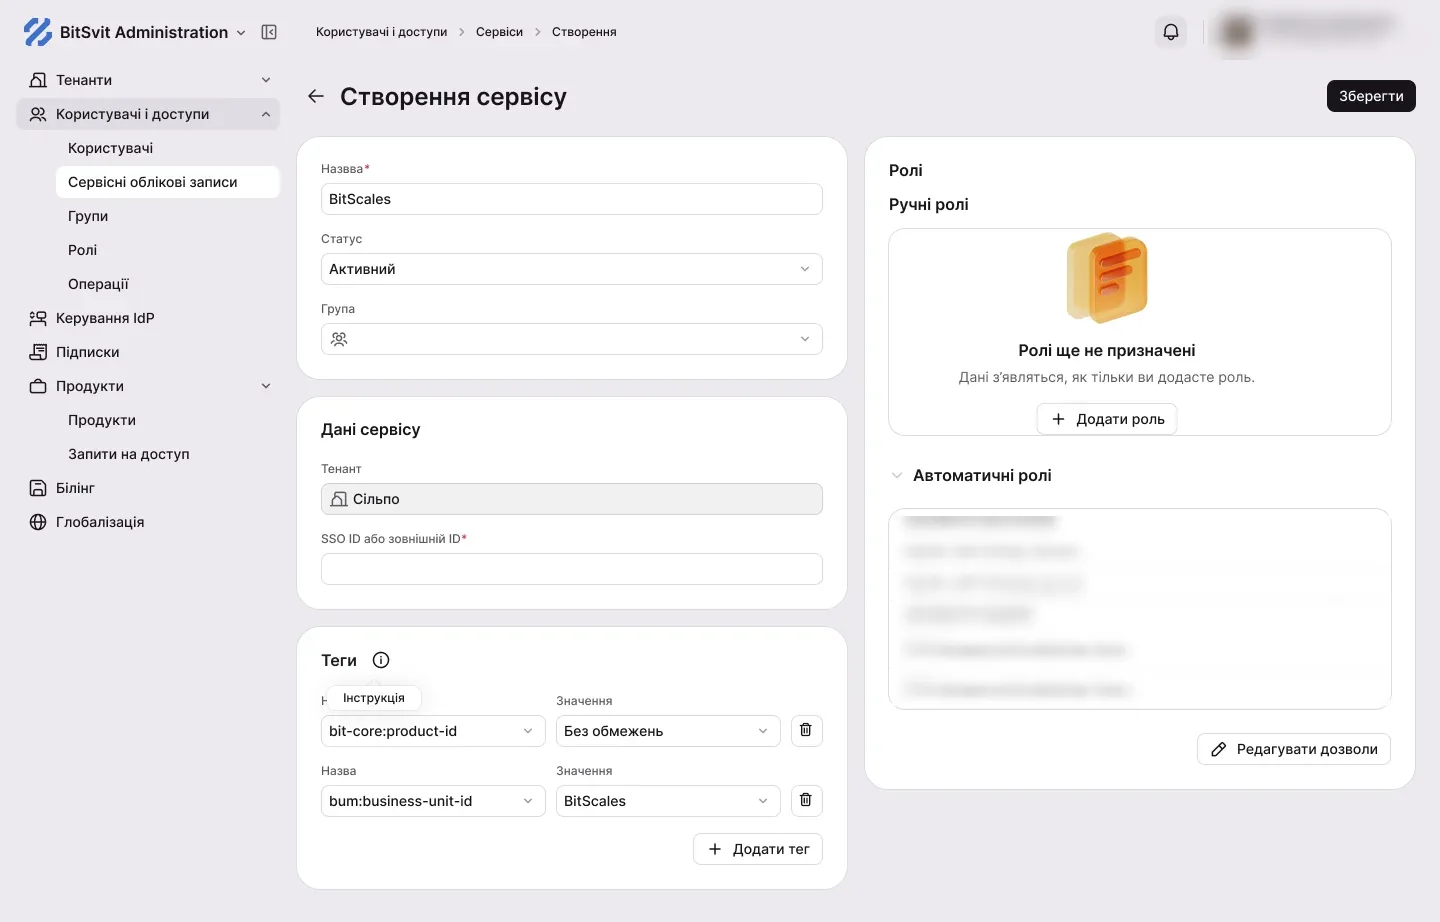 BitSvit Administration
Користувачі і доступи
Сервіси
Створення
Тенанти
Користувачі і доступи
Користувачі
Сервісні облікові записи
Групи
Ролі
Операції
Керування IdP
Підписки
Продукти
Продукти
Запити на доступ
Білінг
Глобалізація
Створення сервісу
Зберегти
Назвва*
BitScales
Статус
Активний
Група
Дані сервісу
Тенант
Сільпо
SSO ID або зовнішній ID*
Теги
Інструкція
Значення
bit-core:product-id
Без обмежень
Назва
Значення
bum:business-unit-id
BitScales
Додати тег
Ролі
Ручні ролі
Ролі ще не призначені
Дані з’являться, як тільки ви додасте роль.
Додати роль
Автоматичні ролі
Редагувати дозволи